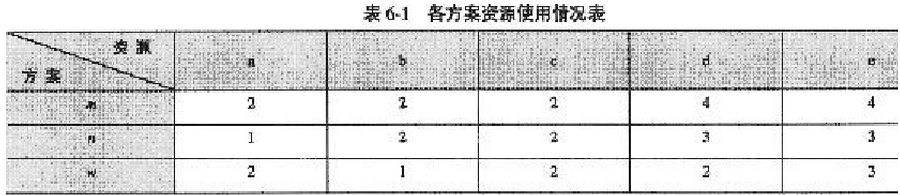 表 6-1 各方案资源使用情况表
资源
方案 a b c d e
m 2 2 2 4 4
n 1 2 2 3 3
w 2 1 2 2 3